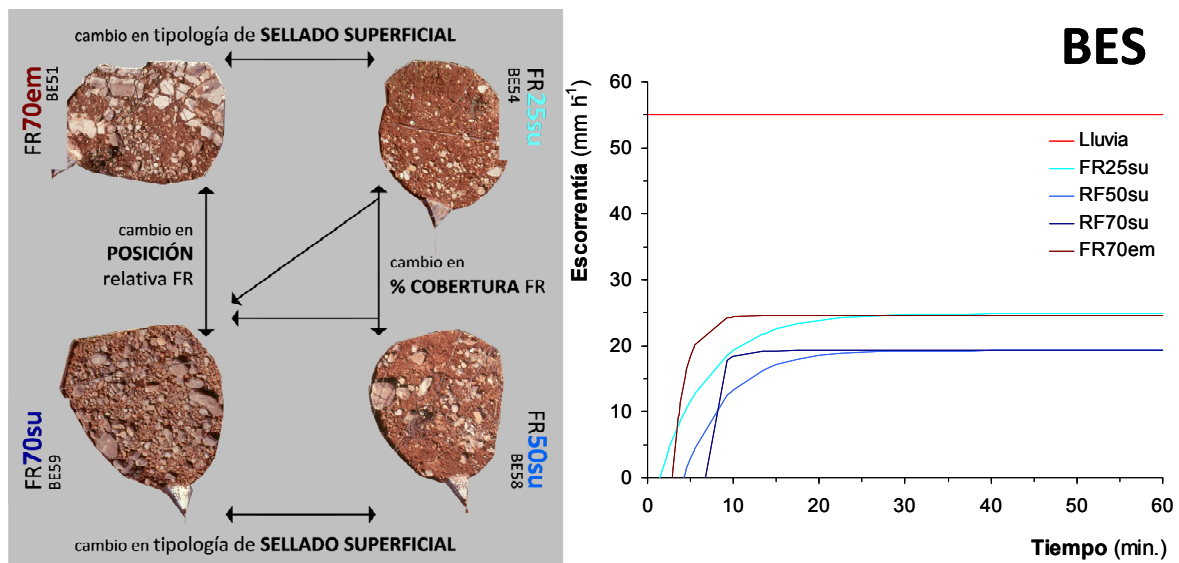 cambio en tipología de SELLADO SUPERFICIAL
FR70em
BE51
FR25su
BE54
cambio en
POSICIÓN
relativa FR
cambio en
% COBERTURA FR
FR70su
BE59
FR50su
BE58
cambio en tipología de SELLADO SUPERFICIAL
BES
Escorrentía (mm h-1)
60
50
40
30
20
10
0
Lluvia
FR25su
RF50su
RF70su
FR70em
0 10 20 30 40 50 60
Tiempo (min.)